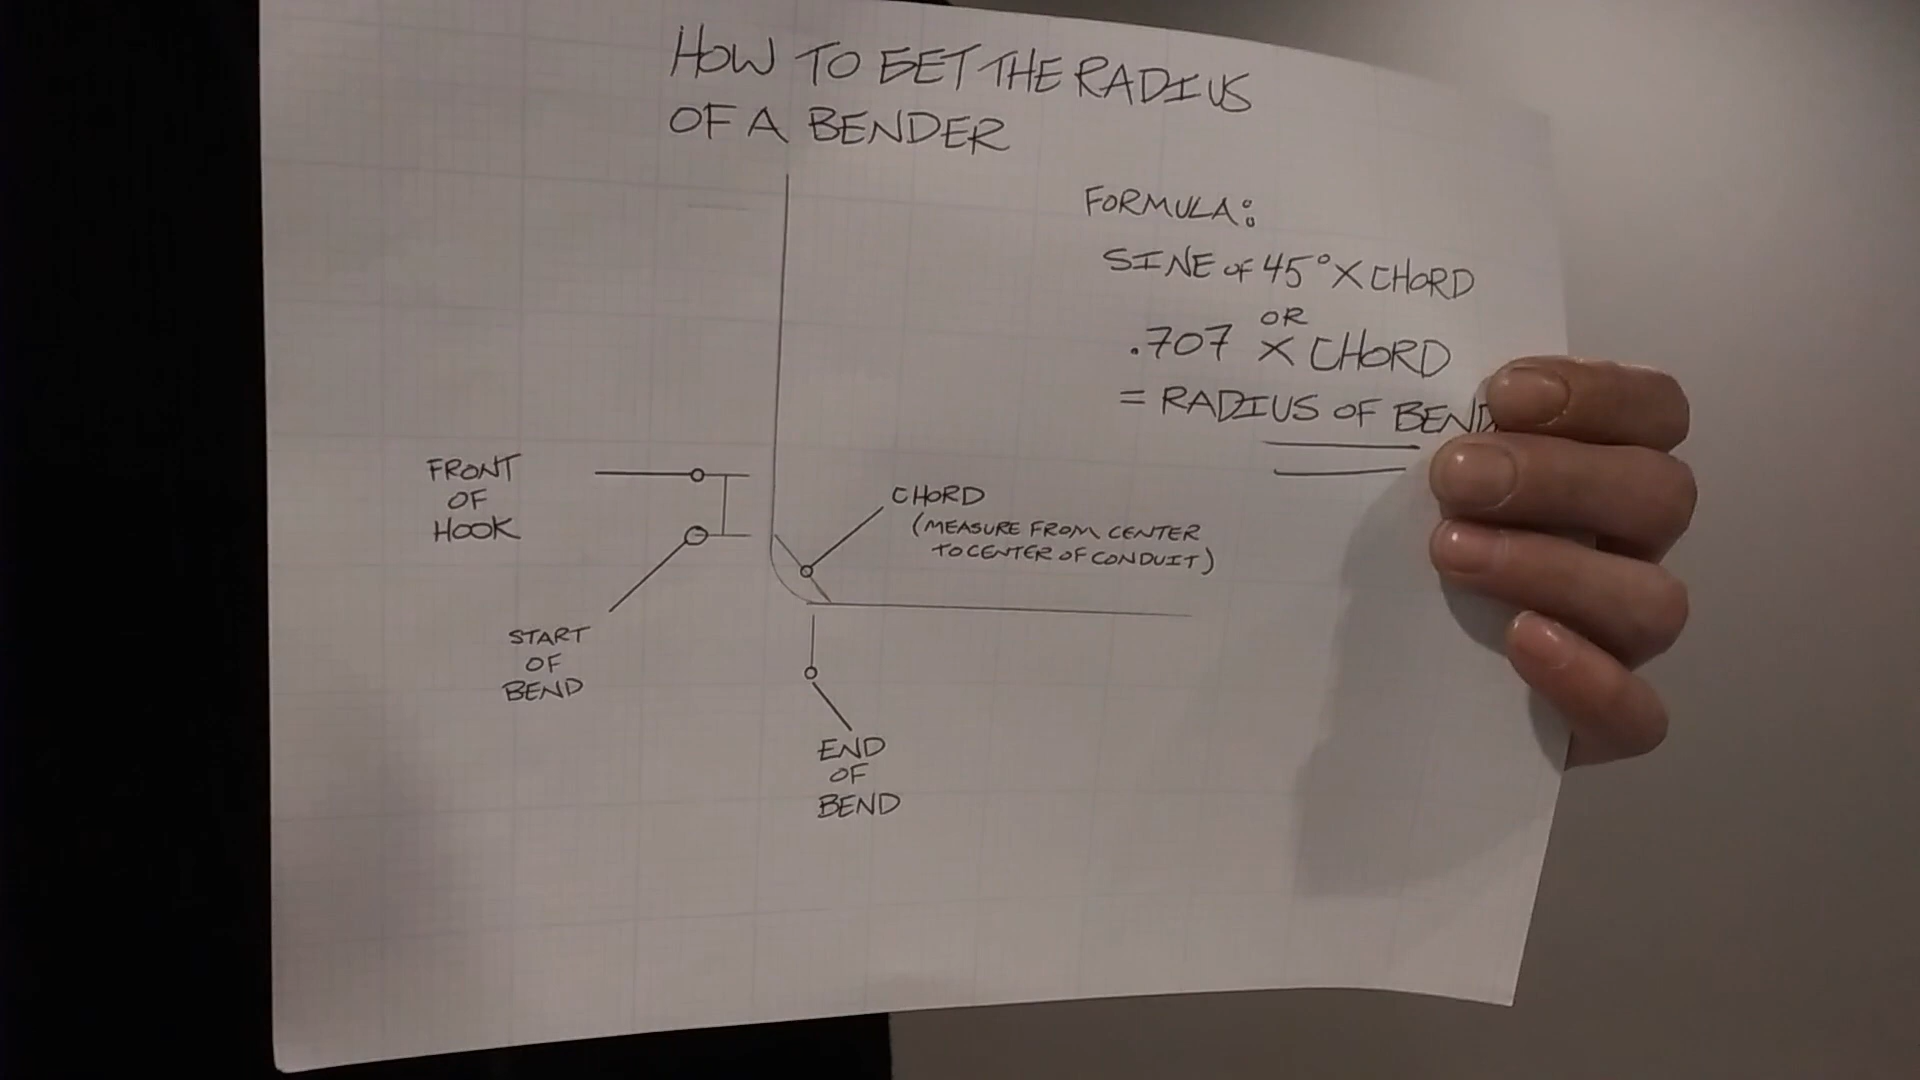 HOW TO GET THE RADIUS
OF A BENDER
FORMULA:
SINE OF 45° X CHORD
OR
.707 X CHORD
= RADIUS OF BEND
FRONT
OF
HOOK
CHORD
(MEASURE FROM CENTER
TO CENTER OF CONDUIT)
START
OF
BEND
END
OF
BEND